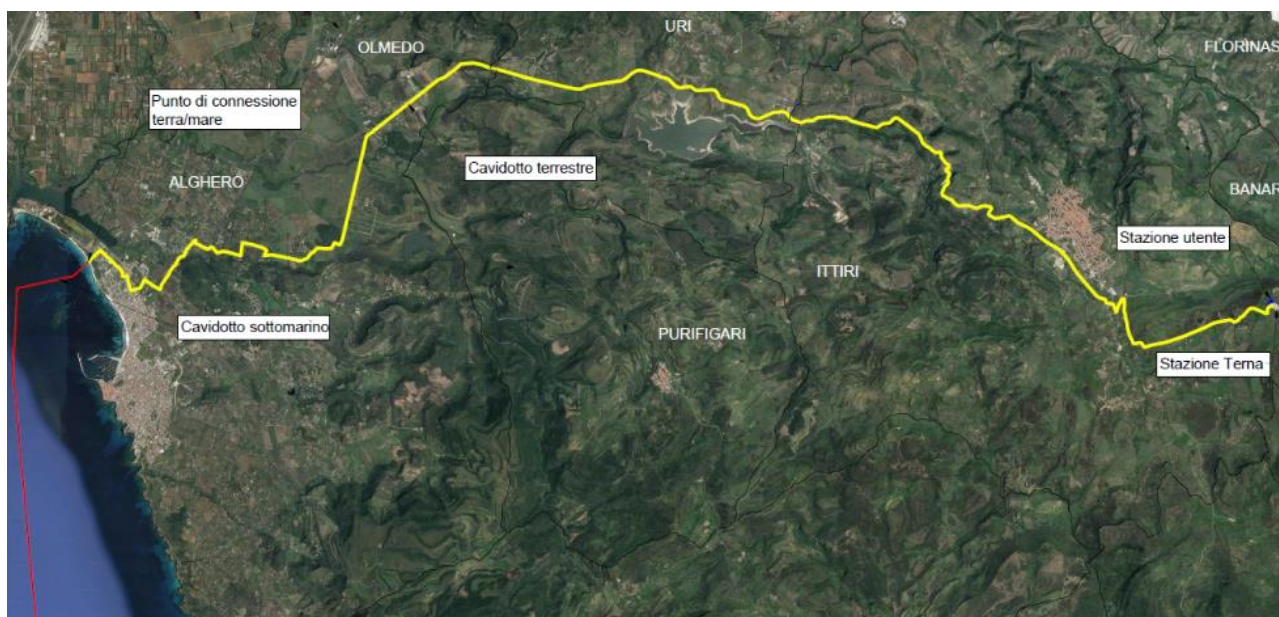 URI
OLMEDO
FLORINAS
Punto di connessione
terra/mare
Cavidotto terrestre
ALGHERO
BANAR
Stazione utente
ITTIRI
Cavidotto sottomarino
PURIFIGARI
Stazione Terna